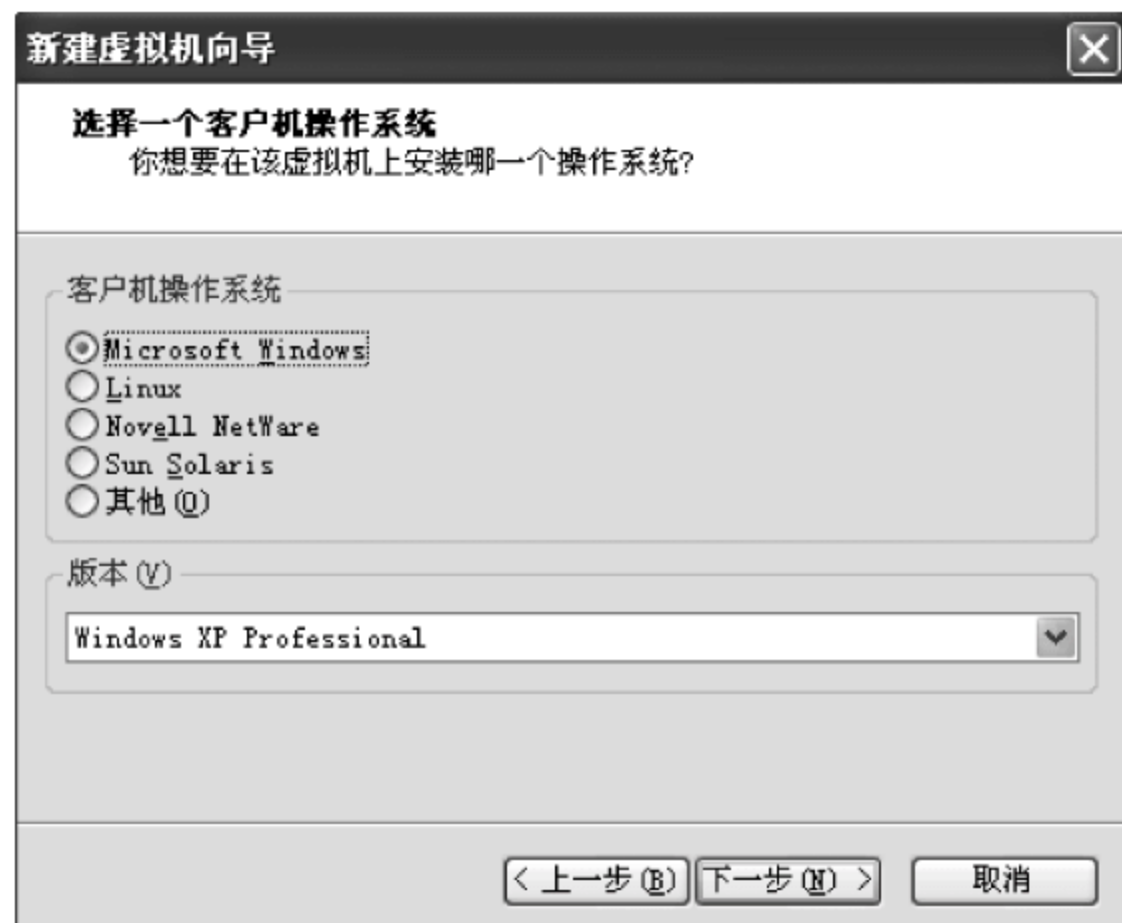 新建虚拟机向导
选择一个客户机操作系统
你想要在该虚拟机上安装哪一个操作系统?
客户机操作系统
Microsoft Windows
Linux
Novell NetWare
Sun Solaris
其他(O)
版本(V)
Windows XP Professional
< 上一步(B) 下一步(N) > 取消